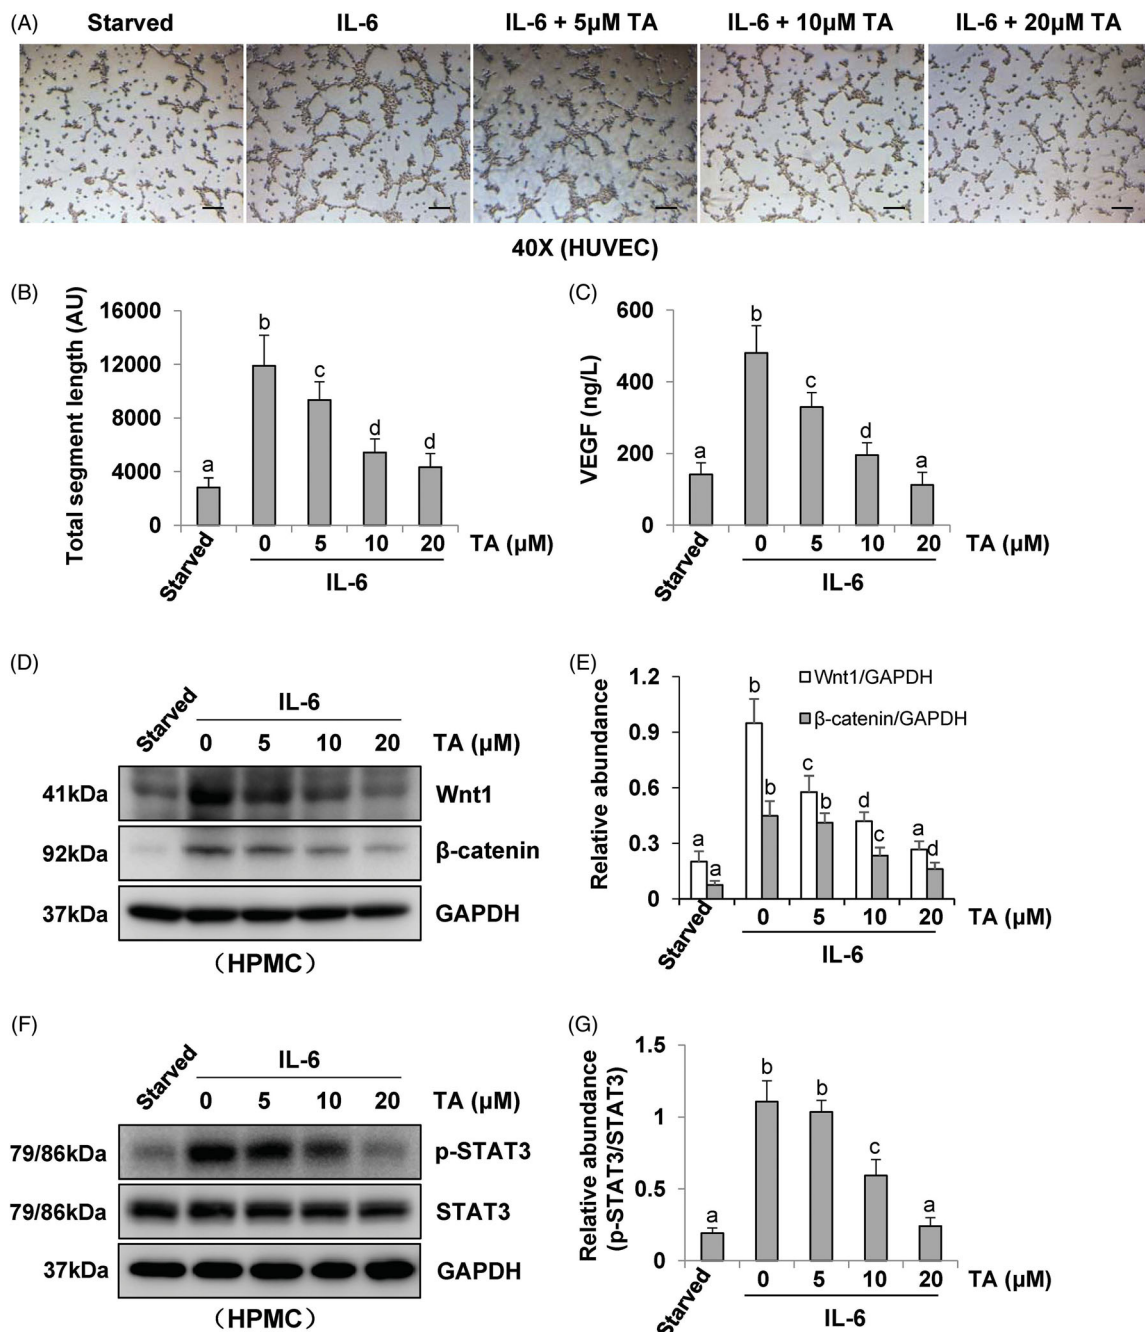 (A) Starved IL-6 IL-6 + 5μM TA IL-6 + 10μM TA IL-6 + 20μM TA
40X (HUVEC)
(B)
Total segment length (AU)
16000
12000
8000
4000
0
a b c d d
Starved 0 5 10 20 TA (μM)
IL-6
(C)
VEGF (ng/L)
600
400
200
0
a b c d a
Starved 0 5 10 20 TA (μM)
IL-6
(D)
Starved IL-6
0 5 10 20 TA (μM)
41kDa Wnt1
92kDa β-catenin
37kDa GAPDH
(HPMC)
(E)
Relative abundance
1.2
0.9
0.6
0.3
0
Wnt1/GAPDH
β-catenin/GAPDH
a a b b c b d c a d
Starved 0 5 10 20 TA (μM)
IL-6
(F)
Starved IL-6
0 5 10 20 TA (μM)
79/86kDa p-STAT3
79/86kDa STAT3
37kDa GAPDH
(HPMC)
(G)
Relative abundance
(p-STAT3/STAT3)
1.5
1
0.5
0
a b b c a
Starved 0 5 10 20 TA (μM)
IL-6